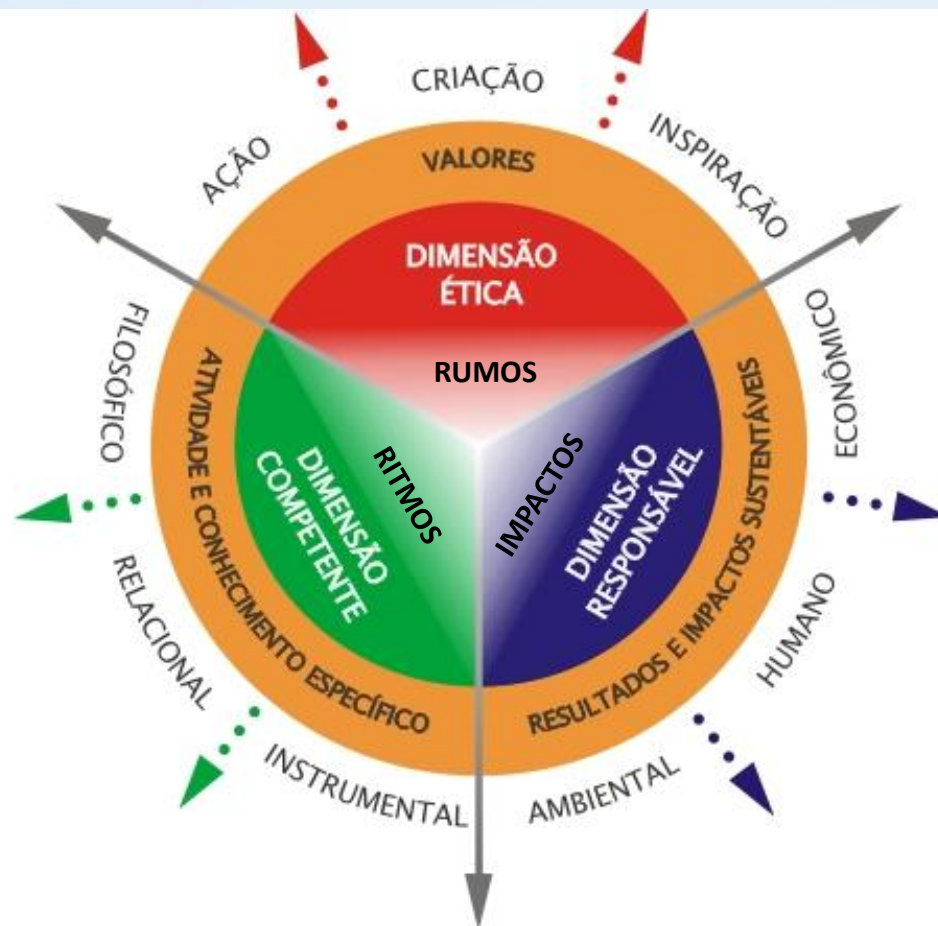 CRIAÇÃO
AÇÃO
INSPIRAÇÃO
VALORES
DIMENSÃO
ÉTICA
RUMOS
FILOSÓFICO
ECONÔMICO
ATIVIDADE E CONHECIMENTO ESPECÍFICO
DIMENSÃO
COMPETENTE
RITMOS
IMPACTOS
DIMENSÃO
RESPONSÁVEL
RESULTADOS E IMPACTOS SUSTENTÁVEIS
RELACIONAL
HUMANO
INSTRUMENTAL
AMBIENTAL